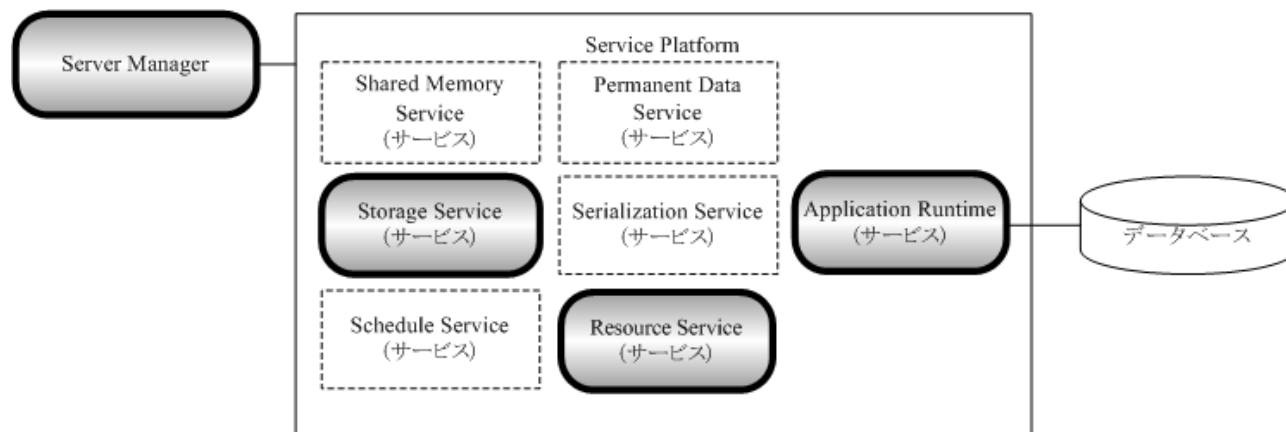 Server Manager
Service Platform
Shared Memory
Service
(サービス)
Permanent Data
Service
(サービス)
Storage Service
(サービス)
Serialization Service
(サービス)
Application Runtime
(サービス)
データベース
Schedule Service
(サービス)
Resource Service
(サービス)